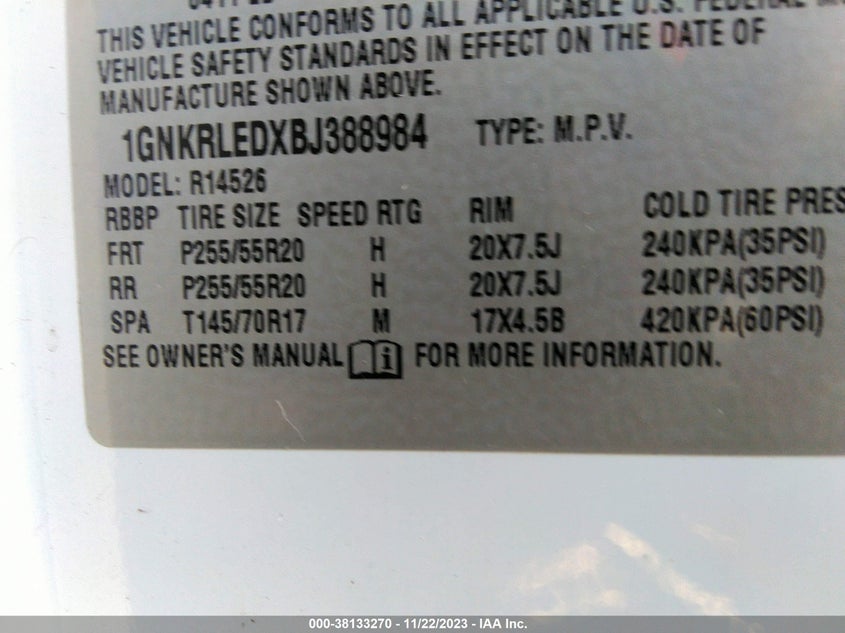 THIS VEHICLE CONFORMS TO ALL APPLICABLE U.S. FEDERAL
VEHICLE SAFETY STANDARDS IN EFFECT ON THE DATE OF
MANUFACTURE SHOWN ABOVE.
1GNKRLEDXBJ388984 TYPE: M.P.V.
MODEL: R14526
RBBP TIRE SIZE SPEED RTG RIM COLD TIRE PRES
FRT P255/55R20 H 20X7.5J 240KPA(35PSI)
RR P255/55R20 H 20X7.5J 240KPA(35PSI)
SPA T145/70R17 M 17X4.5B 420KPA(60PSI)
SEE OWNER'S MANUAL i FOR MORE INFORMATION.
000-38133270 - 11/22/2023 - IAA Inc.